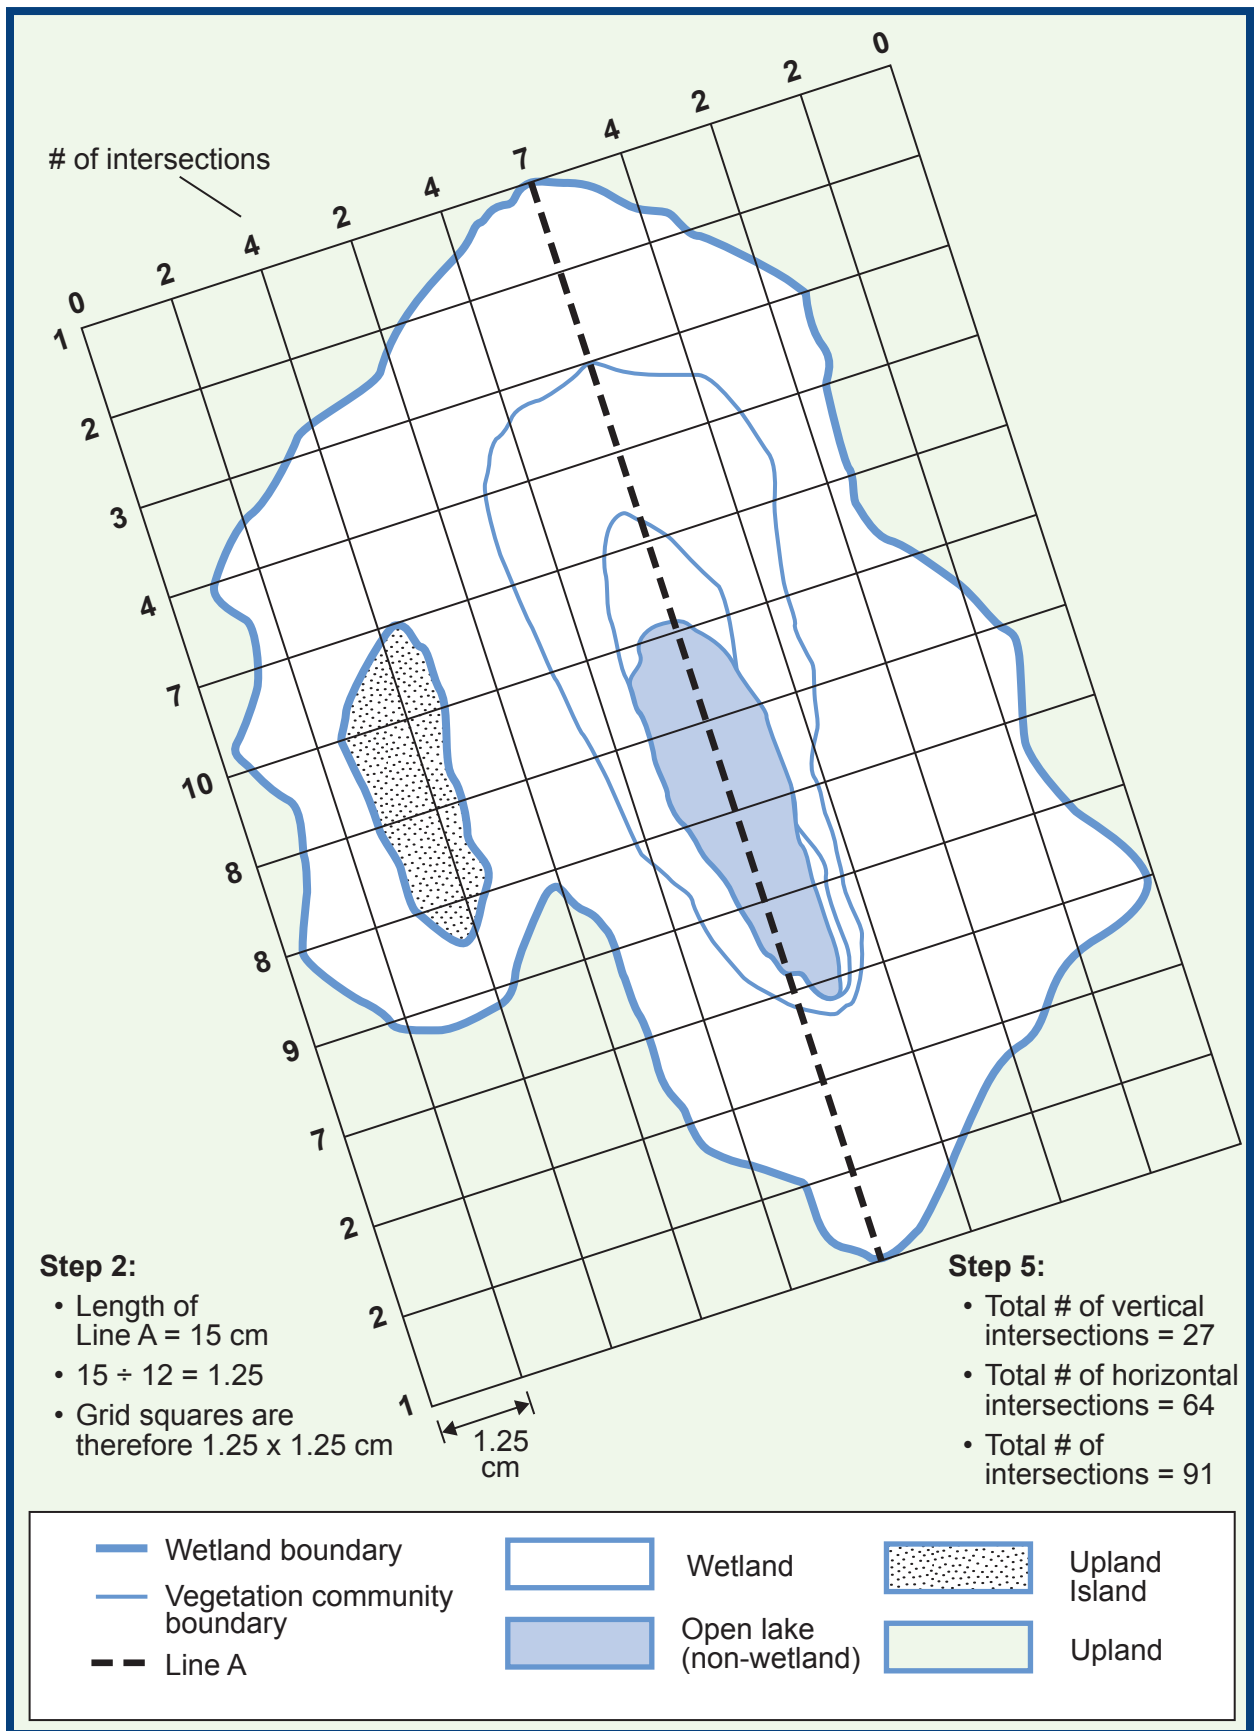 # of intersections
0
2
4
2
4
7
4
2
2
0
1
2
3
4
7
10
8
8
9
7
2
2
1
Step 2:
• Length of
Line A = 15 cm
• 15 ÷ 12 = 1.25
• Grid squares are
therefore 1.25 x 1.25 cm
1.25
cm
Step 5:
• Total # of vertical
intersections = 27
• Total # of horizontal
intersections = 64
• Total # of
intersections = 91
Wetland boundary
Vegetation community
boundary
Line A
Wetland
Open lake
(non-wetland)
Upland
Island
Upland